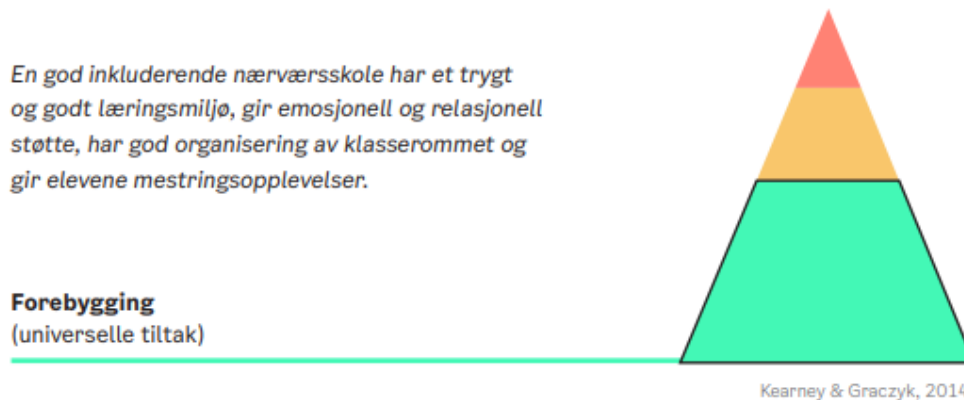 En god inkluderende nærværsskole har et trygt
og godt læringsmiljø, gir emosjonell og relasjonell
støtte, har god organisering av klasserommet og
gir elevene mestringsopplevelser.
Forebygging
(universelle tiltak)
Kearney & Graczyk, 2014